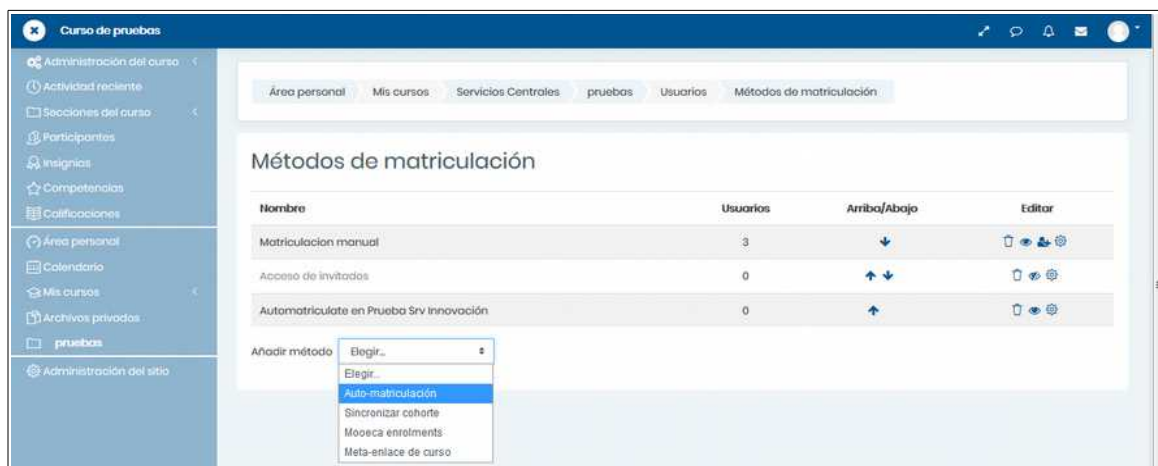 Curso de pruebas
Administración del curso
Actividad reciente
Secciones del curso
Participantes
Insignias
Competencias
Calificaciones
Área personal
Calendario
Mis cursos
Archivos privados
pruebas
Administración del sitio
Área personal Mis cursos Servicios Centrales pruebas Usuarios Métodos de matriculación
Métodos de matriculación
Nombre Usuarios Arriba/Abajo Editar
Matriculacion manual 3
Acceso de invitados 0
Automatriculate en Prueba Srv Innovación 0
Añadir método Elegir...
Elegir...
Auto-matriculación
Sincronizar cohorte
Mooeca enrolments
Meta-enlace de curso